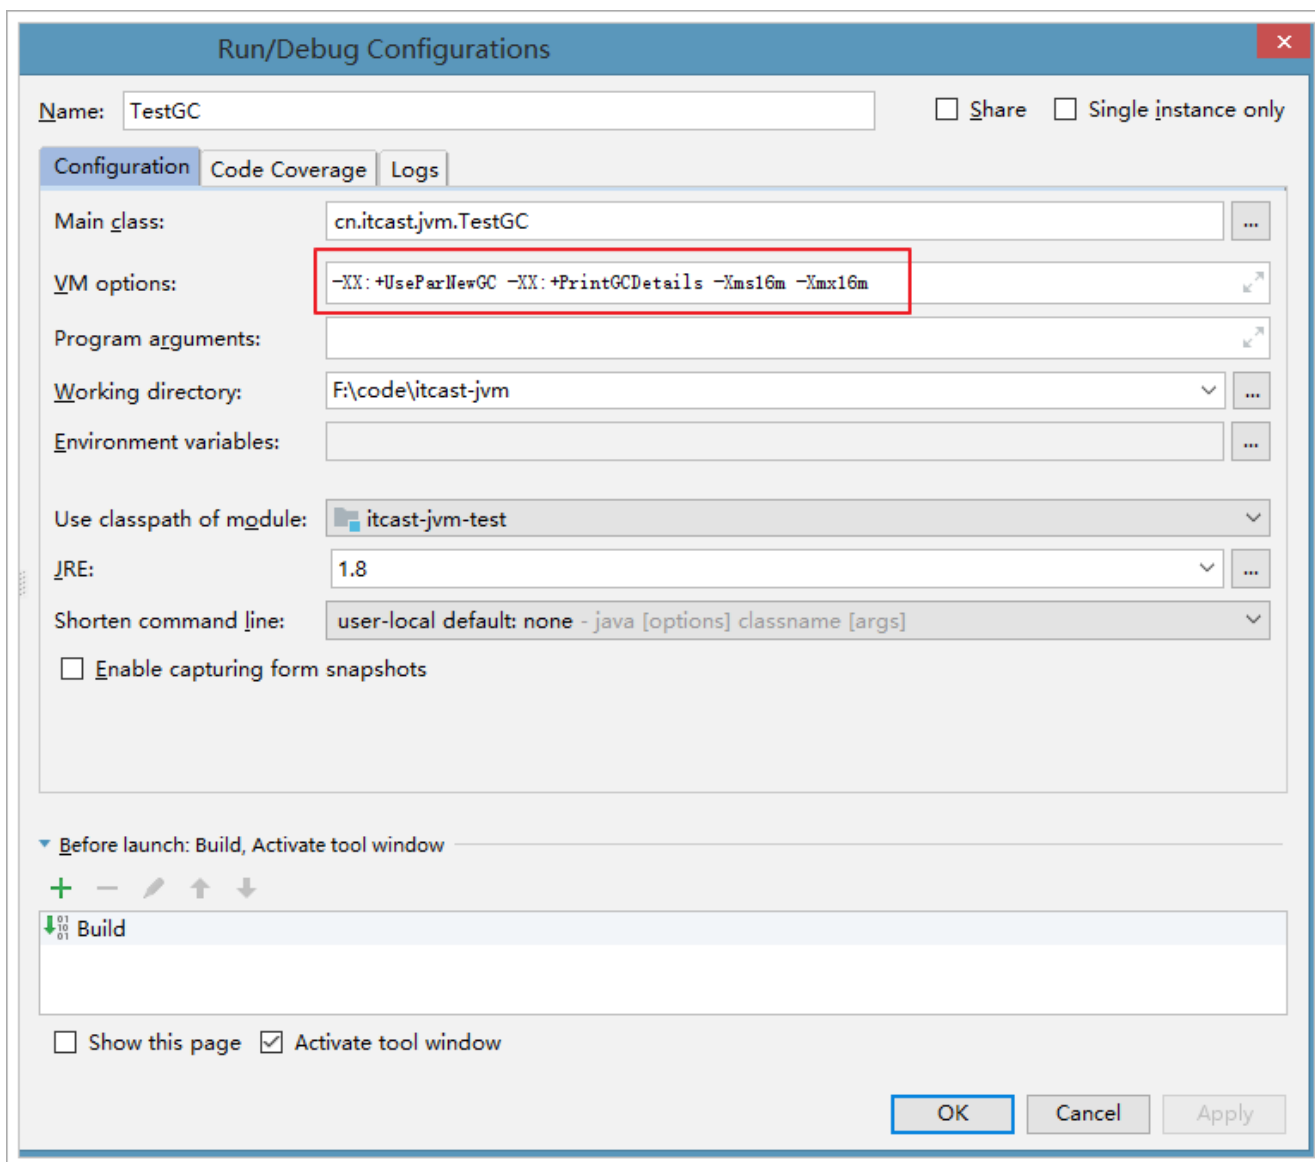 Run/Debug Configurations
Name: TestGC Share Single instance only
Configuration Code Coverage Logs
Main class: cn.itcast.jvm.TestGC ...
VM options: -XX:+UseParNewGC -XX:+PrintGCDetails -Xms16m -Xmx16m
Program arguments:
Working directory: F:\code\itcast-jvm ...
Environment variables: ...
Use classpath of module: itcast-jvm-test
JRE: 1.8 ...
Shorten command line: user-local default: none - java [options] classname [args]
Enable capturing form snapshots
Before launch: Build, Activate tool window
Build
Show this page Activate tool window
OK Cancel Apply